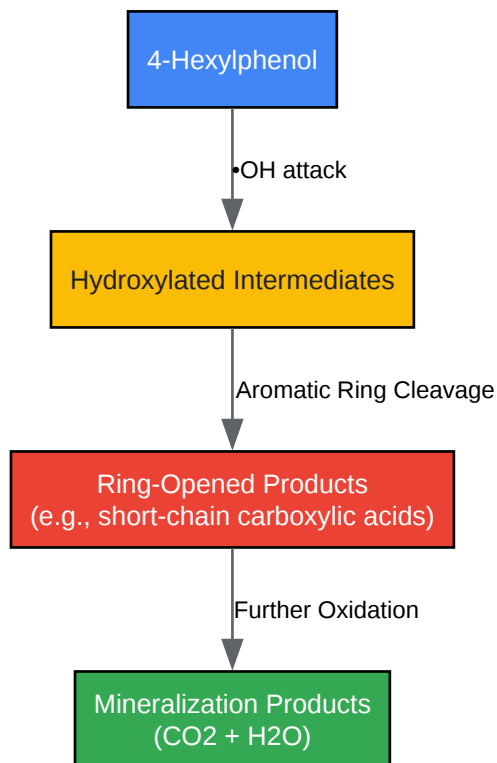 4-Hexylphenol
•OH attack
Hydroxylated Intermediates
Aromatic Ring Cleavage
Ring-Opened Products
(e.g., short-chain carboxylic acids)
Further Oxidation
Mineralization Products
(CO2 + H2O)